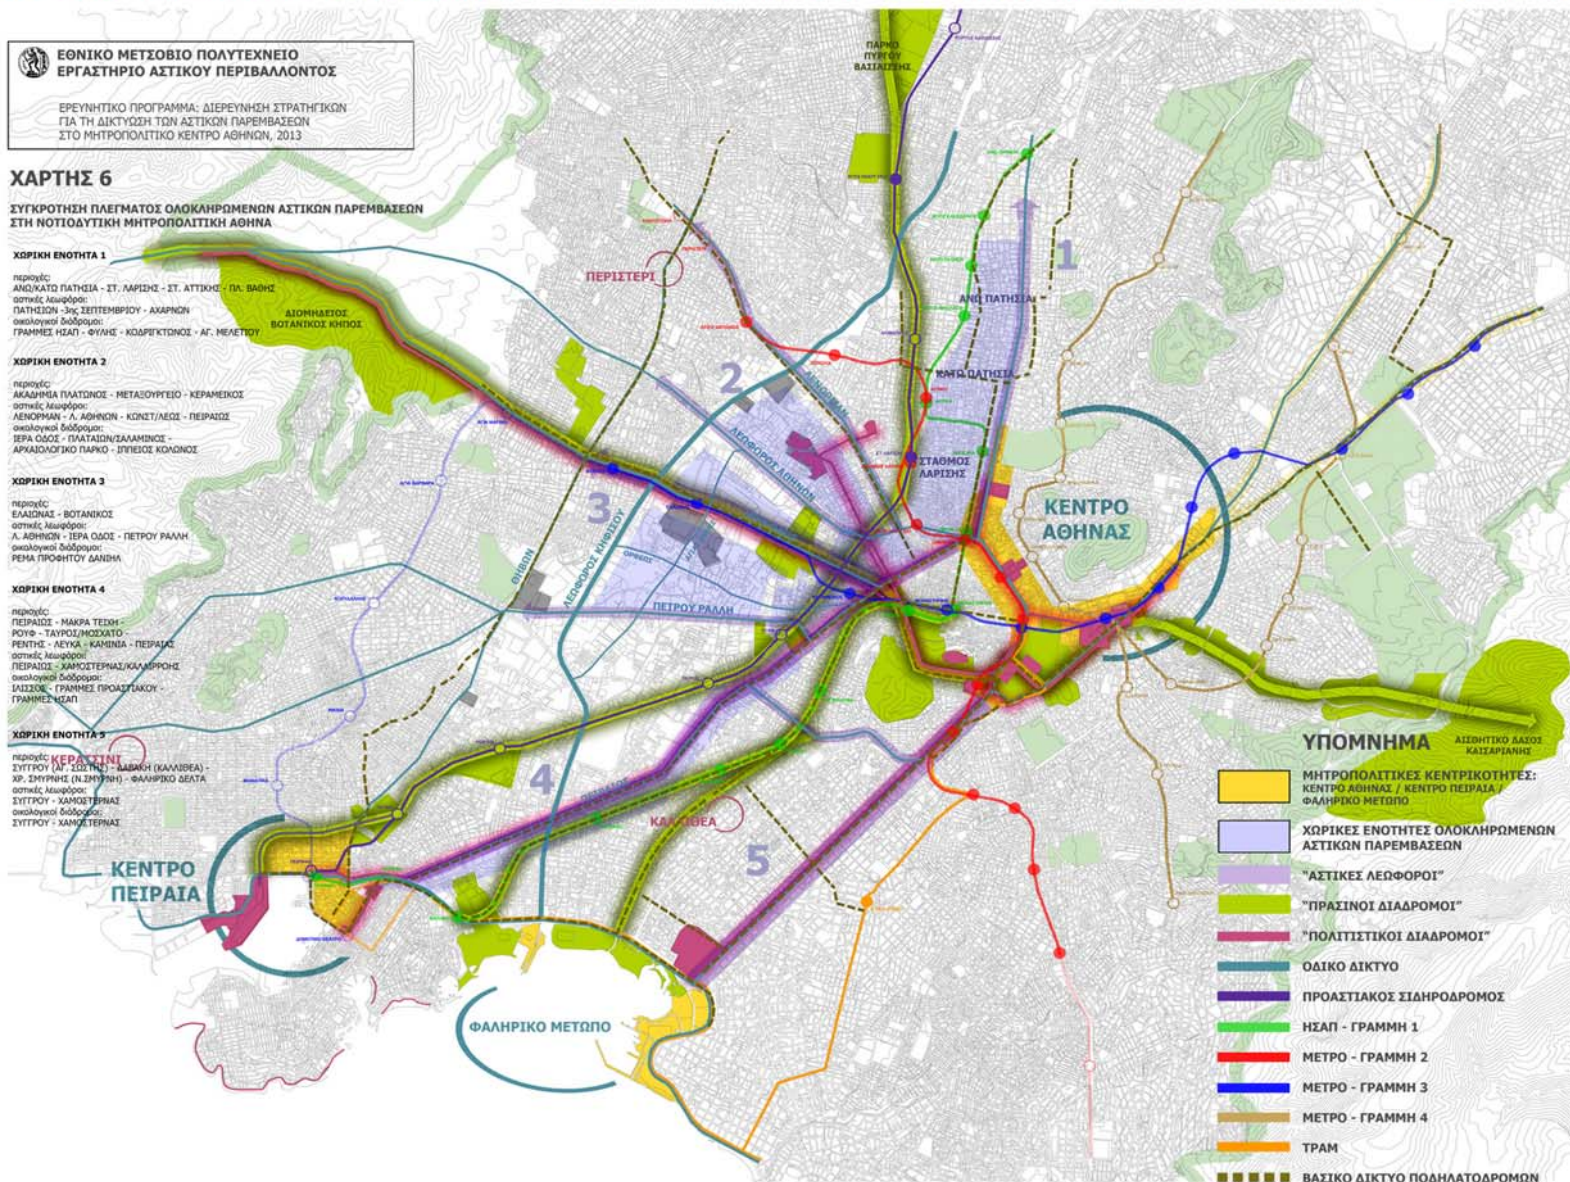 ΕΘΝΙΚΟ ΜΕΤΣΟΒΙΟ ΠΟΛΥΤΕΧΝΕΙΟ
ΕΡΓΑΣΤΗΡΙΟ ΑΣΤΙΚΟΥ ΠΕΡΙΒΑΛΛΟΝΤΟΣ
ΕΡΕΥΝΗΤΙΚΟ ΠΡΟΓΡΑΜΜΑ: ΔΙΕΡΕΥΝΗΣΗ ΣΤΡΑΤΗΓΙΚΩΝ
ΓΙΑ ΤΗ ΔΙΚΤΥΩΣΗ ΤΩΝ ΑΣΤΙΚΩΝ ΠΑΡΕΜΒΑΣΕΩΝ
ΣΤΟ ΜΗΤΡΟΠΟΛΙΤΙΚΟ ΚΕΝΤΡΟ ΑΘΗΝΩΝ, 2013
ΧΑΡΤΗΣ 6
ΣΥΓΚΡΟΤΗΣΗ ΠΛΕΓΜΑΤΟΣ ΟΛΟΚΛΗΡΩΜΕΝΩΝ ΑΣΤΙΚΩΝ ΠΑΡΕΜΒΑΣΕΩΝ
ΣΤΗ ΝΟΤΙΟΔΥΤΙΚΗ ΜΗΤΡΟΠΟΛΙΤΙΚΗ ΑΘΗΝΑ
ΧΩΡΙΚΗ ΕΝΟΤΗΤΑ 1
περιοχές:
ΑΝΩ/ΚΑΤΩ ΠΑΤΗΣΙΑ - ΣΤ. ΛΑΡΙΣΗΣ - ΣΤ. ΑΤΤΙΚΗΣ - ΠΛ. ΒΑΘΗΣ
αστικές λεωφόροι:
ΠΑΤΗΣΙΩΝ -3ης ΣΕΠΤΕΜΒΡΙΟΥ - ΑΧΑΡΝΩΝ
οικολογικοί διάδρομοι:
ΓΡΑΜΜΕΣ ΗΣΑΠ - ΦΥΛΗΣ - ΚΟΔΡΙΓΚΤΩΝΟΣ - ΑΓ. ΜΕΛΕΤΙΟΥ
ΧΩΡΙΚΗ ΕΝΟΤΗΤΑ 2
περιοχές:
ΑΚΑΔΗΜΙΑ ΠΛΑΤΩΝΟΣ - ΜΕΤΑΞΟΥΡΓΕΙΟ - ΚΕΡΑΜΕΙΚΟΣ
αστικές λεωφόροι:
ΛΕΝΟΡΜΑΝ - Λ. ΑΘΗΝΩΝ - ΚΩΝΣΤ/ΛΕΩΣ - ΠΕΙΡΑΙΩΣ
οικολογικοί διάδρομοι:
ΙΕΡΑ ΟΔΟΣ - ΠΛΑΤΑΙΩΝ/ΣΑΛΑΜΙΝΟΣ -
ΑΡΧΑΙΟΛΟΓΙΚΟ ΠΑΡΚΟ - ΙΠΠΕΙΟΣ ΚΟΛΩΝΟΣ
ΧΩΡΙΚΗ ΕΝΟΤΗΤΑ 3
περιοχές:
ΕΛΑΙΩΝΑΣ - ΒΟΤΑΝΙΚΟΣ
αστικές λεωφόροι:
Λ. ΑΘΗΝΩΝ - ΙΕΡΑ ΟΔΟΣ - ΠΕΤΡΟΥ ΡΑΛΛΗ
οικολογικοί διάδρομοι:
ΡΕΜΑ ΠΡΟΦΗΤΟΥ ΔΑΝΙΗΛ
ΧΩΡΙΚΗ ΕΝΟΤΗΤΑ 4
περιοχές:
ΠΕΙΡΑΙΩΣ - ΜΑΚΡΑ ΤΕΙΧΗ -
ΡΟΥΦ - ΤΑΥΡΟΣ/ΜΟΣΧΑΤΟ -
ΡΕΝΤΗΣ - ΛΕΥΚΑ - ΚΑΜΙΝΙΑ - ΠΕΙΡΑΙΑΣ
αστικές λεωφόροι:
ΠΕΙΡΑΙΩΣ - ΧΑΜΟΣΤΕΡΝΑΣ/ΚΑΛΛΙΡΡΟΗΣ
οικολογικοί διάδρομοι:
ΙΛΙΣΣΟΣ - ΓΡΑΜΜΕΣ ΠΡΟΑΣΤΙΑΚΟΥ -
ΓΡΑΜΜΕΣ ΗΣΑΠ
ΧΩΡΙΚΗ ΕΝΟΤΗΤΑ 5
περιοχές:
ΣΥΓΓΡΟΥ (ΑΓ. ΣΩΣΤΗΣ) - ΔΑΒΑΚΗ (ΚΑΛΛΙΘΕΑ) -
ΧΡ. ΣΜΥΡΝΗΣ (Ν.ΣΜΥΡΝΗ) - ΦΑΛΗΡΙΚΟ ΔΕΛΤΑ
αστικές λεωφόροι:
ΣΥΓΓΡΟΥ - ΧΑΜΟΣΤΕΡΝΑΣ
οικολογικοί διάδρομοι:
ΣΥΓΓΡΟΥ - ΧΑΜΟΣΤΕΡΝΑΣ
ΠΑΡΚΟ
ΠΥΡΓΟΥ
ΒΑΣΙΛΙΣΣΗΣ
ΔΙΟΜΗΔΕΙΟΣ
ΒΟΤΑΝΙΚΟΣ ΚΗΠΟΣ
ΠΕΡΙΣΤΕΡΙ
1
ΑΝΩ ΠΑΤΗΣΙΑ
ΚΑΤΩ ΠΑΤΗΣΙΑ
2
ΛΕΝΟΡΜΑΝ
ΛΕΩΦΟΡΟΣ ΑΘΗΝΩΝ
ΣΤΑΘΜΟΣ
ΛΑΡΙΣΗΣ
ΚΕΝΤΡΟ
ΑΘΗΝΑΣ
3
ΛΕΩΦΟΡΟΣ ΚΗΦΙΣΟΥ
ΟΡΦΕΩΣ
ΘΗΒΩΝ
ΠΕΤΡΟΥ ΡΑΛΛΗ
ΚΕΡΑΤΣΙΝΙ
4
ΠΕΙΡΑΙΩΣ
ΚΑΛΛΙΘΕΑ
5
ΚΕΝΤΡΟ
ΠΕΙΡΑΙΑ
ΦΑΛΗΡΙΚΟ ΜΕΤΩΠΟ
ΑΙΣΘΗΤΙΚΟ ΔΑΣΟΣ
ΚΑΙΣΑΡΙΑΝΗΣ
ΥΠΟΜΝΗΜΑ
ΜΗΤΡΟΠΟΛΙΤΙΚΕΣ ΚΕΝΤΡΙΚΟΤΗΤΕΣ:
ΚΕΝΤΡΟ ΑΘΗΝΑΣ / ΚΕΝΤΡΟ ΠΕΙΡΑΙΑ /
ΦΑΛΗΡΙΚΟ ΜΕΤΩΠΟ
ΧΩΡΙΚΕΣ ΕΝΟΤΗΤΕΣ ΟΛΟΚΛΗΡΩΜΕΝΩΝ
ΑΣΤΙΚΩΝ ΠΑΡΕΜΒΑΣΕΩΝ
"ΑΣΤΙΚΕΣ ΛΕΩΦΟΡΟΙ"
"ΠΡΑΣΙΝΟΙ ΔΙΑΔΡΟΜΟΙ"
"ΠΟΛΙΤΙΣΤΙΚΟΙ ΔΙΑΔΡΟΜΟΙ"
ΟΔΙΚΟ ΔΙΚΤΥΟ
ΠΡΟΑΣΤΙΑΚΟΣ ΣΙΔΗΡΟΔΡΟΜΟΣ
ΗΣΑΠ - ΓΡΑΜΜΗ 1
ΜΕΤΡΟ - ΓΡΑΜΜΗ 2
ΜΕΤΡΟ - ΓΡΑΜΜΗ 3
ΜΕΤΡΟ - ΓΡΑΜΜΗ 4
ΤΡΑΜ
ΒΑΣΙΚΟ ΔΙΚΤΥΟ ΠΟΔΗΛΑΤΟΔΡΟΜΩΝ